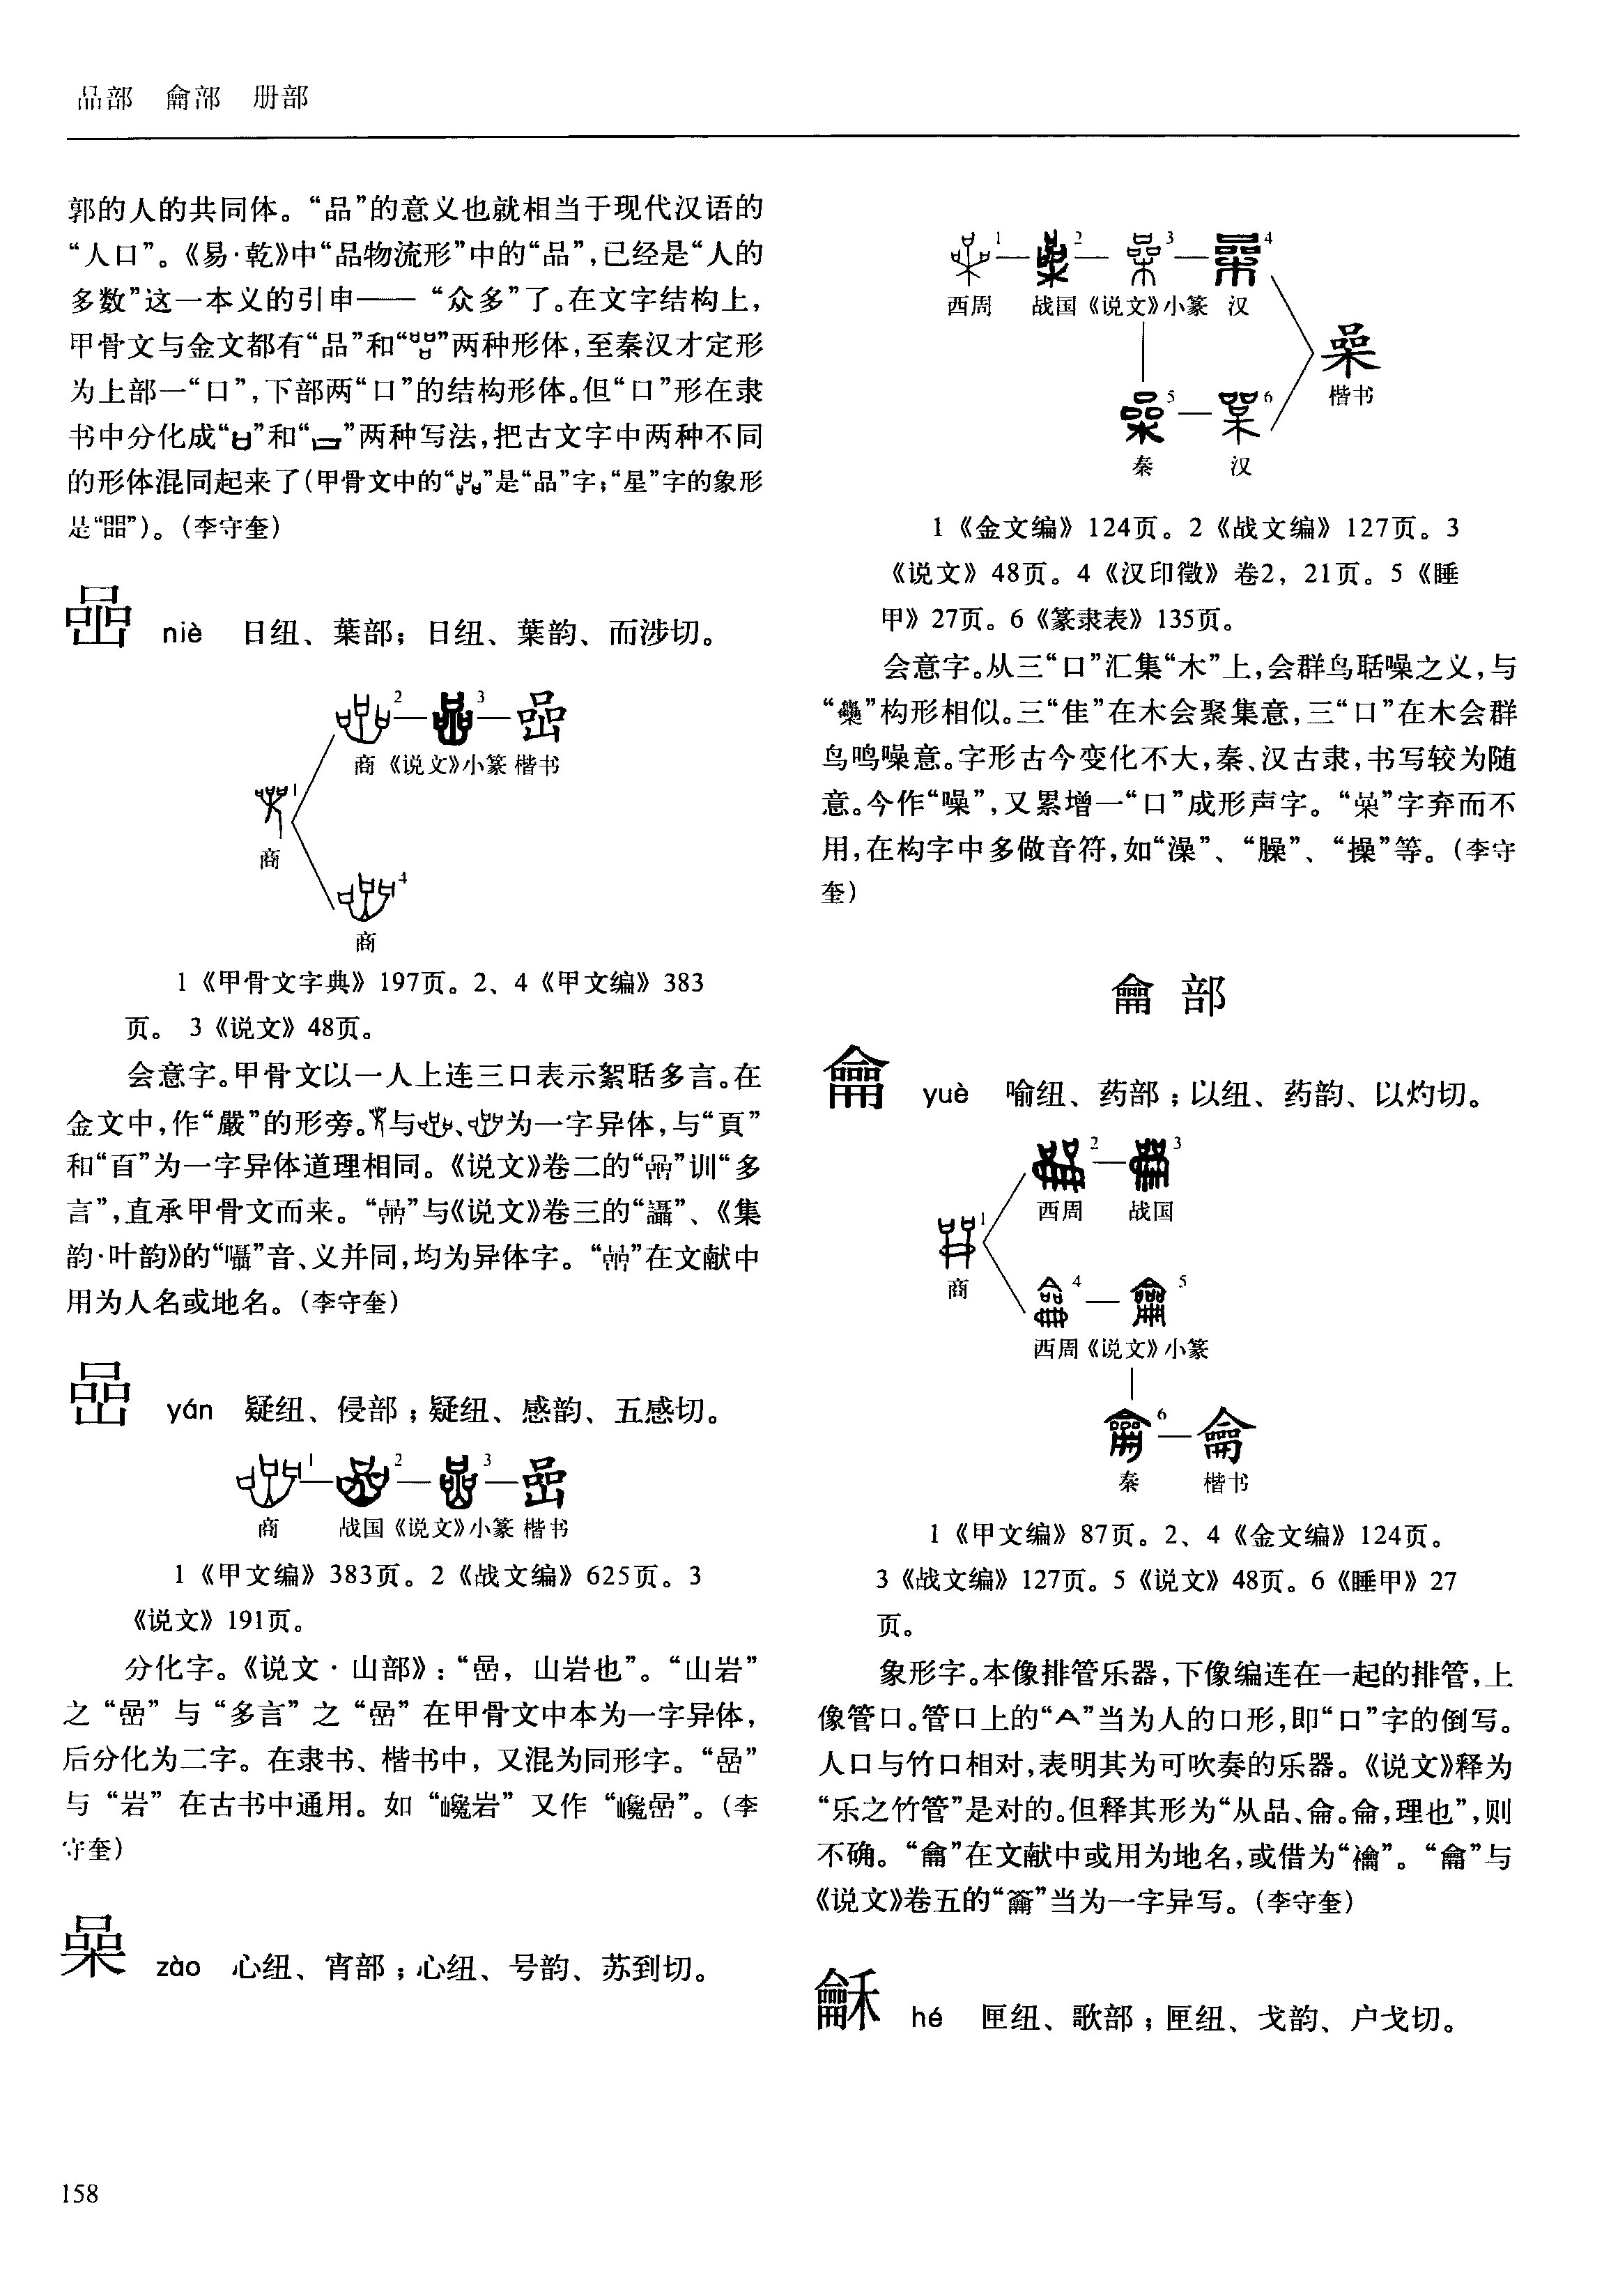 品部 龠部 册部
郭的人的共同体。“品”的意义也就相当于现代汉语的
“人口”。《易·乾》中“品物流形”中的“品”,已经是“人的
多数”这一本义的引申——“众多”了。在文字结构上,
甲骨文与金文都有“品”和“”两种形体,至秦汉才定形
为上部一“口”,下部两“口”的结构形体。但“口”形在隶
书中分化成“”和“”两种写法,把古文字中两种不同
的形体混同起来了(甲骨文中的“”是“品”字;“星”字的象形
是“”)。(李守奎)
嵒 niè 日纽、葉部；日纽、葉韵、而涉切。
2 3 嵒
商 《说文》小篆 楷书
1
商
4
商
1《甲骨文字典》197页。2、4《甲文编》383
页。 3《说文》48页。
会意字。甲骨文以一人上连三口表示絮聒多言。在
金文中,作“嚴”的形旁。与、为一字异体,与“頁”
和“百”为一字异体道理相同。《说文》卷二的“”训“多
言”,直承甲骨文而来。“”与《说文》卷三的“讘”、《集
韵·叶韵》的“囁”音、义并同,均为异体字。“”在文献中
用为人名或地名。(李守奎)
嵒 yán 疑纽、侵部；疑纽、感韵、五感切。
1 2 3 嵒
商 战国《说文》小篆 楷书
1《甲文编》383页。2《战文编》625页。3
《说文》191页。
分化字。《说文·山部》：“嵒，山岩也”。“山岩”
之“嵒”与“多言”之“嵒”在甲骨文中本为一字异体，
后分化为二字。在隶书、楷书中，又混为同形字。“嵒”
与“岩”在古书中通用。如“巉岩”又作“巉嵒”。(李
守奎)
喿 zào 心纽、宵部；心纽、号韵、苏到切。
1 2 3 4
西周 战国《说文》小篆 汉
喿
楷书
5 6
秦 汉
1《金文编》124页。2《战文编》127页。3
《说文》48页。4《汉印徵》卷2，21页。5《睡
甲》27页。6《篆隶表》135页。
会意字。从三“口”汇集“木”上,会群鸟聒噪之义,与
“雧”构形相似。三“隹”在木会聚集意,三“口”在木会群
鸟鸣噪意。字形古今变化不大,秦、汉古隶,书写较为随
意。今作“噪”,又累增一“口”成形声字。“喿”字弃而不
用,在构字中多做音符,如“澡”、“臊”、“操”等。(李守
奎)
龠 部
龠 yuè 喻纽、药部；以纽、药韵、以灼切。
2 3
西周 战国
1
商
4 5
西周《说文》小篆
6 龠
秦 楷书
1《甲文编》87页。2、4《金文编》124页。
3《战文编》127页。5《说文》48页。6《睡甲》27
页。
象形字。本像排管乐器,下像编连在一起的排管,上
像管口。管口上的“亼”当为人的口形,即“口”字的倒写。
人口与竹口相对,表明其为可吹奏的乐器。《说文》释为
“乐之竹管”是对的。但释其形为“从品、侖。侖,理也”,则
不确。“龠”在文献中或用为地名,或借为“禴”。“龠”与
《说文》卷五的“籥”当为一字异写。(李守奎)
龢 hé 匣纽、歌部；匣纽、戈韵、户戈切。
158